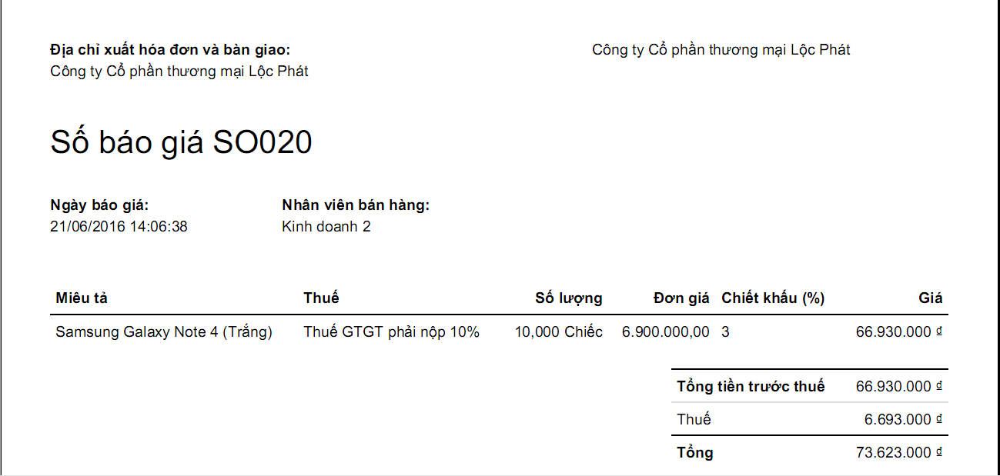 Địa chỉ xuất hóa đơn và bàn giao:
Công ty Cổ phần thương mại Lộc Phát
Công ty Cổ phần thương mại Lộc Phát
Số báo giá SO020
Ngày báo giá: Nhân viên bán hàng:
21/06/2016 14:06:38 Kinh doanh 2
Miêu tả Thuế Số lượng Đơn giá Chiết khấu (%) Giá
Samsung Galaxy Note 4 (Trắng) Thuế GTGT phải nộp 10% 10,000 Chiếc 6.900.000,00 3 66.930.000 ₫
Tổng tiền trước thuế 66.930.000 ₫
Thuế 6.693.000 ₫
Tổng 73.623.000 ₫